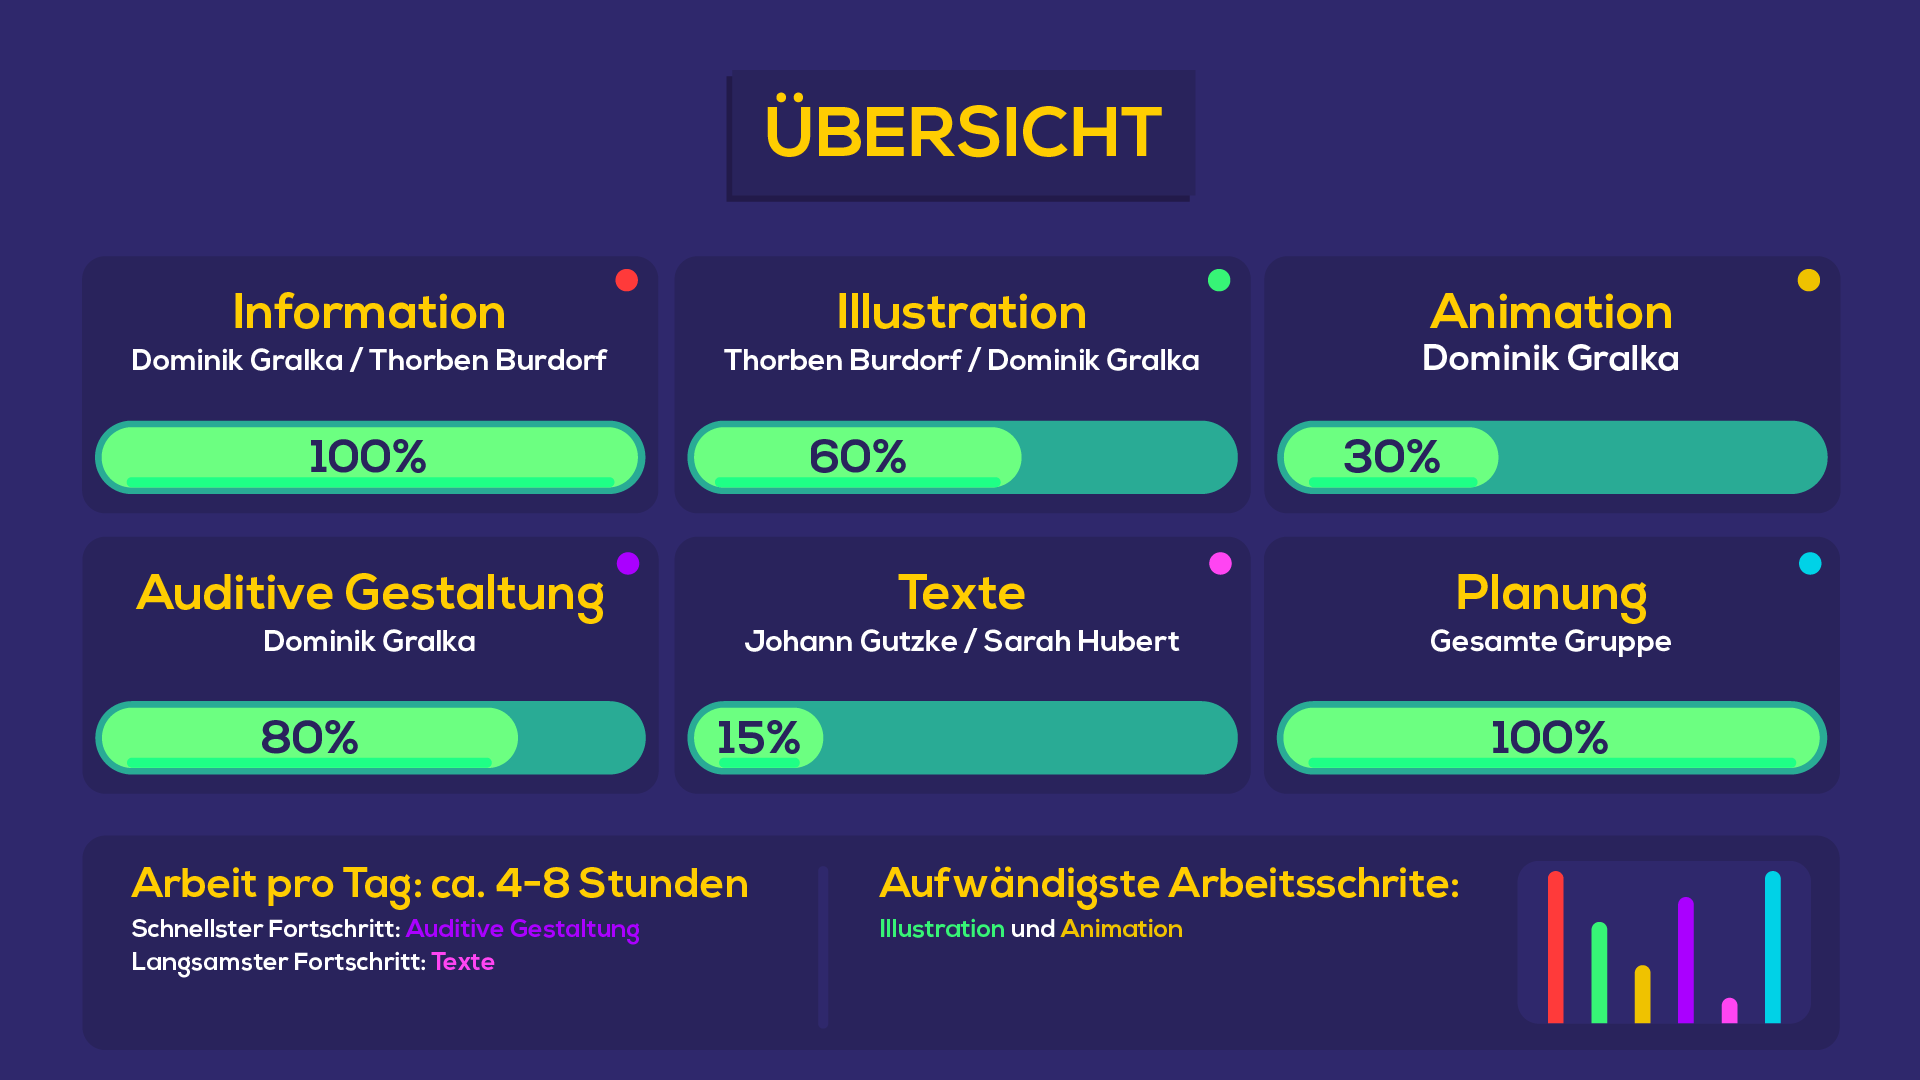 ÜBERSICHT
Information
Dominik Gralka / Thorben Burdorf
100%
Illustration
Thorben Burdorf / Dominik Gralka
60%
Animation
Dominik Gralka
30%
Auditive Gestaltung
Dominik Gralka
80%
Texte
Johann Gutzke / Sarah Hubert
15%
Planung
Gesamte Gruppe
100%
Arbeit pro Tag: ca. 4-8 Stunden
Schnellster Fortschritt: Auditive Gestaltung
Langsamster Fortschritt: Texte
Aufwändigste Arbeitsschrite:
Illustration und Animation